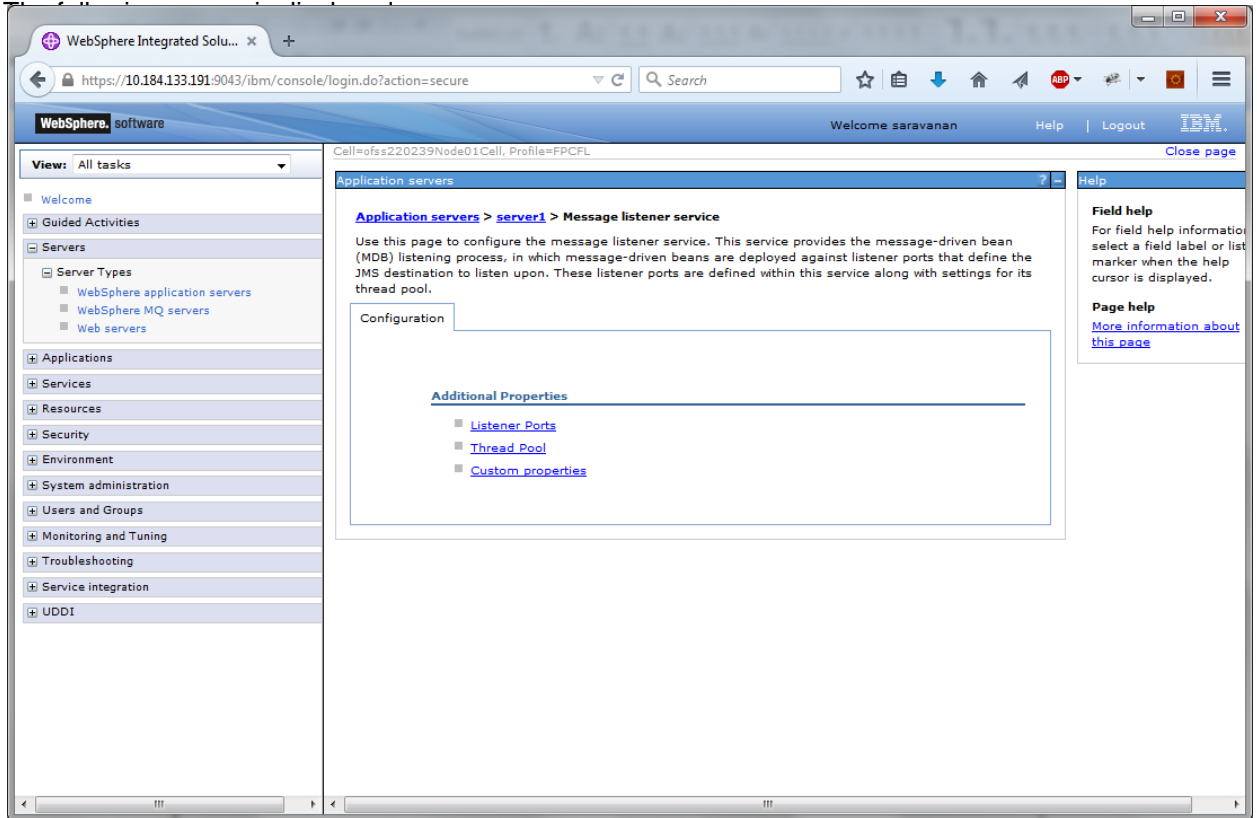 WebSphere Integrated Solu...
https://10.184.133.191:9043/ibm/console/login.do?action=secure
Search
ABP
WebSphere. software
Welcome saravanan
Help | Logout
IBM.
View: All tasks
Welcome
Guided Activities
Servers
Server Types
WebSphere application servers
WebSphere MQ servers
Web servers
Applications
Services
Resources
Security
Environment
System administration
Users and Groups
Monitoring and Tuning
Troubleshooting
Service integration
UDDI
Cell=ofss220239Node01Cell, Profile=FPCFL
Close page
Application servers
? –
Application servers > server1 > Message listener service
Use this page to configure the message listener service. This service provides the message-driven bean
(MDB) listening process, in which message-driven beans are deployed against listener ports that define the
JMS destination to listen upon. These listener ports are defined within this service along with settings for its
thread pool.
Configuration
Additional Properties
Listener Ports
Thread Pool
Custom properties
Help
Field help
For field help information
select a field label or list
marker when the help
cursor is displayed.
Page help
More information about
this page